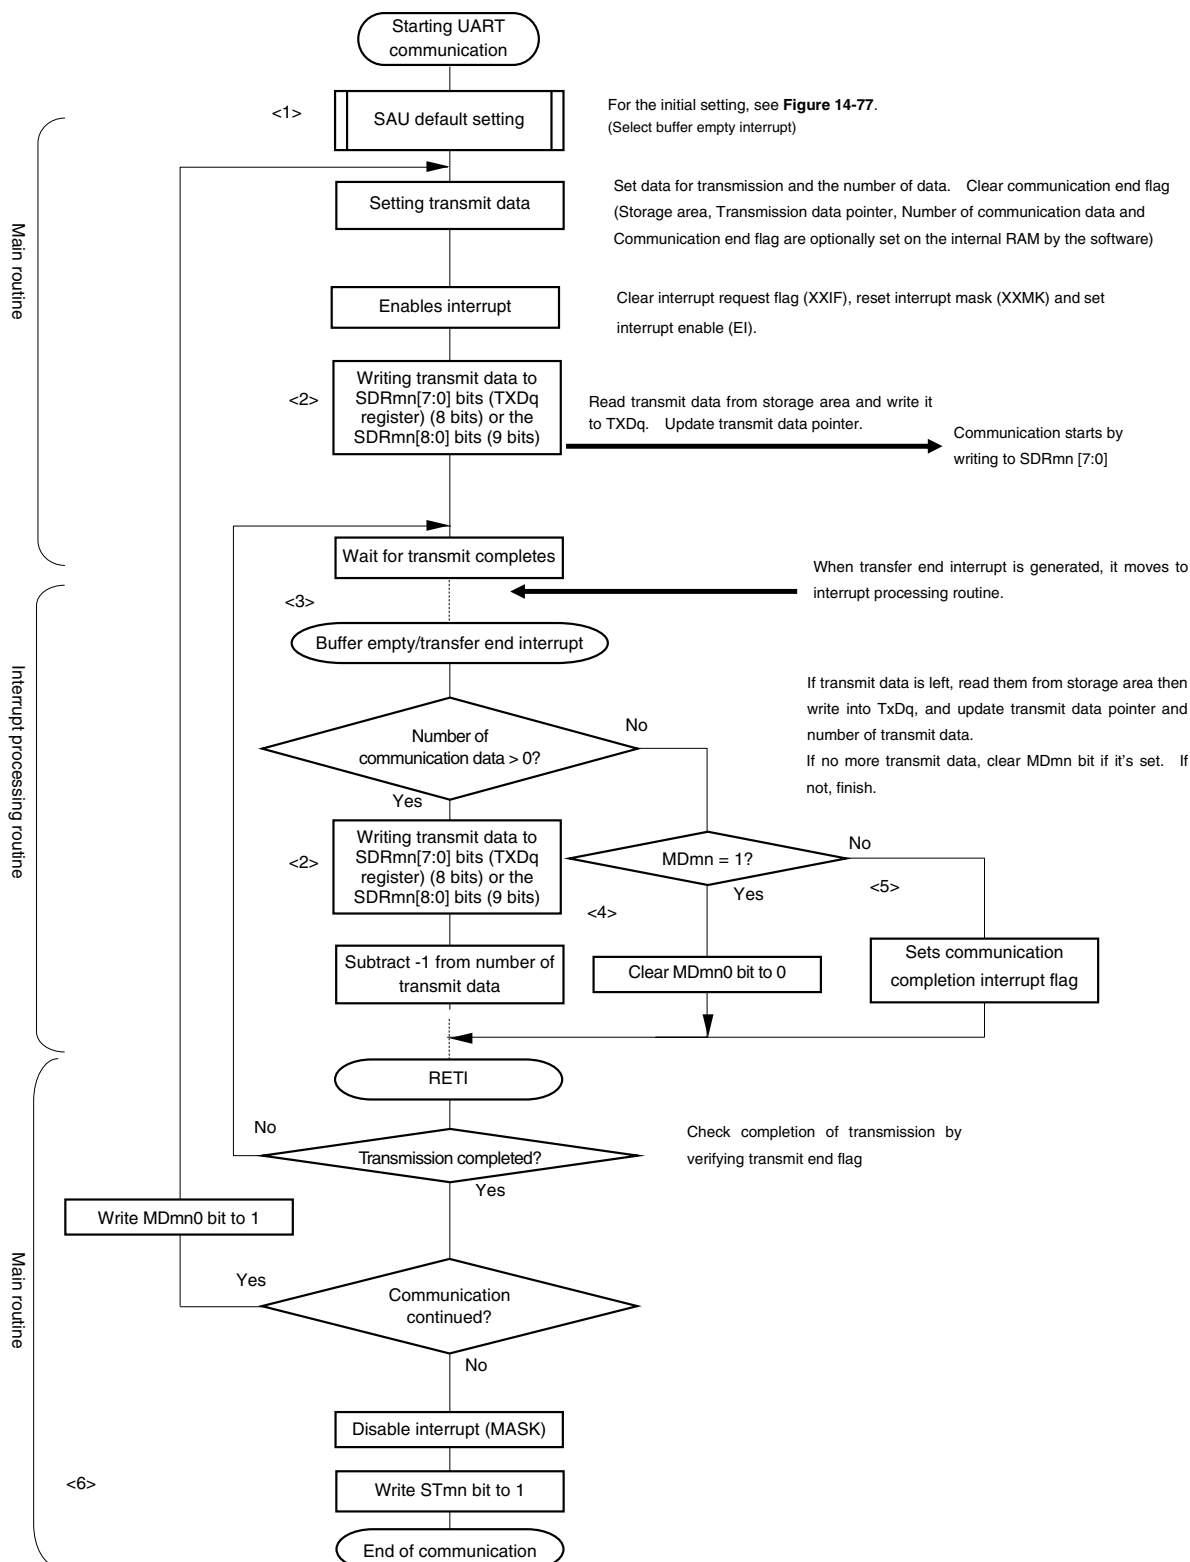 Starting UART
communication
<1>
SAU default setting
For the initial setting, see Figure 14-77.
(Select buffer empty interrupt)
Main routine
Setting transmit data
Set data for transmission and the number of data. Clear communication end flag
(Storage area, Transmission data pointer, Number of communication data and
Communication end flag are optionally set on the internal RAM by the software)
Enables interrupt
Clear interrupt request flag (XXIF), reset interrupt mask (XXMK) and set
interrupt enable (EI).
<2>
Writing transmit data to
SDRmn[7:0] bits (TXDq
register) (8 bits) or the
SDRmn[8:0] bits (9 bits)
Read transmit data from storage area and write it
to TXDq. Update transmit data pointer.
Communication starts by
writing to SDRmn [7:0]
Wait for transmit completes
When transfer end interrupt is generated, it moves to
interrupt processing routine.
<3>
Buffer empty/transfer end interrupt
Interrupt processing routine
If transmit data is left, read them from storage area then
write into TxDq, and update transmit data pointer and
number of transmit data.
If no more transmit data, clear MDmn bit if it's set. If
not, finish.
Number of
communication data > 0?
No
Yes
<2>
Writing transmit data to
SDRmn[7:0] bits (TXDq
register) (8 bits) or the
SDRmn[8:0] bits (9 bits)
MDmn = 1?
No
Yes
<4>
<5>
Subtract -1 from number of
transmit data
Clear MDmn0 bit to 0
Sets communication
completion interrupt flag
RETI
No
Transmission completed?
Yes
Check completion of transmission by
verifying transmit end flag
Write MDmn0 bit to 1
Main routine
Yes
Communication
continued?
No
Disable interrupt (MASK)
<6>
Write STmn bit to 1
End of communication